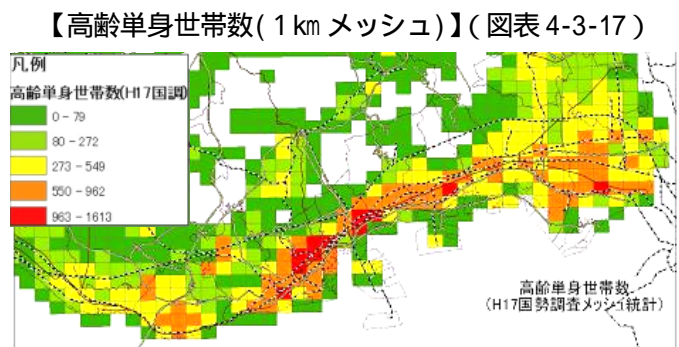 【高齢単身世帯数(1㎞メッシュ)】(図表4-3-17)
凡例
高齢単身世帯数(H17国調)
0 - 79
80 - 272
273 - 549
550 - 962
963 - 1613
高齢単身世帯数
(H17国勢調査メッシュ統計)